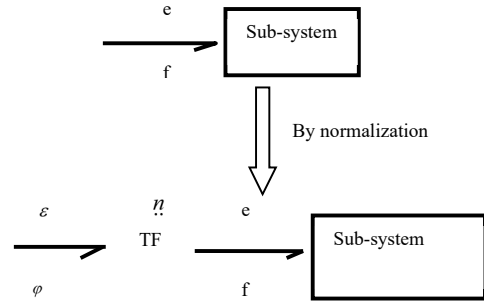 e
Sub-system
f
By normalization
ε
n̤
e
TF
Sub-system
φ
f